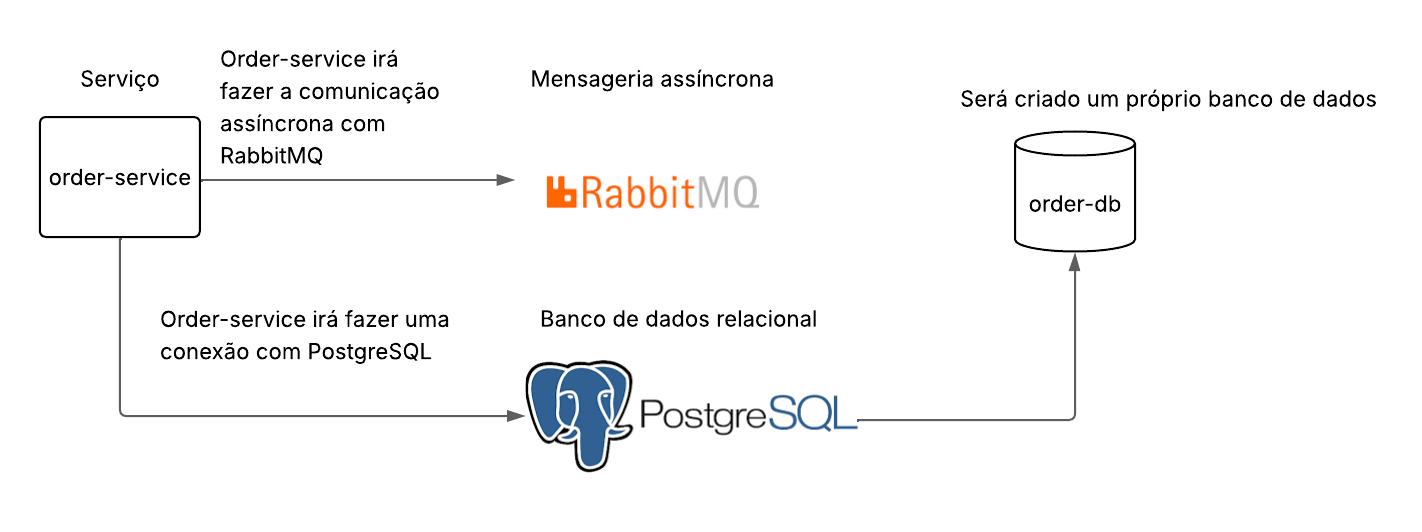 Serviço
Order-service irá
fazer a comunicação
assíncrona com
RabbitMQ
Mensageria assíncrona
Será criado um próprio banco de dados
order-service
RabbitMQ
order-db
Order-service irá fazer uma
conexão com PostgreSQL
Banco de dados relacional
PostgreSQL